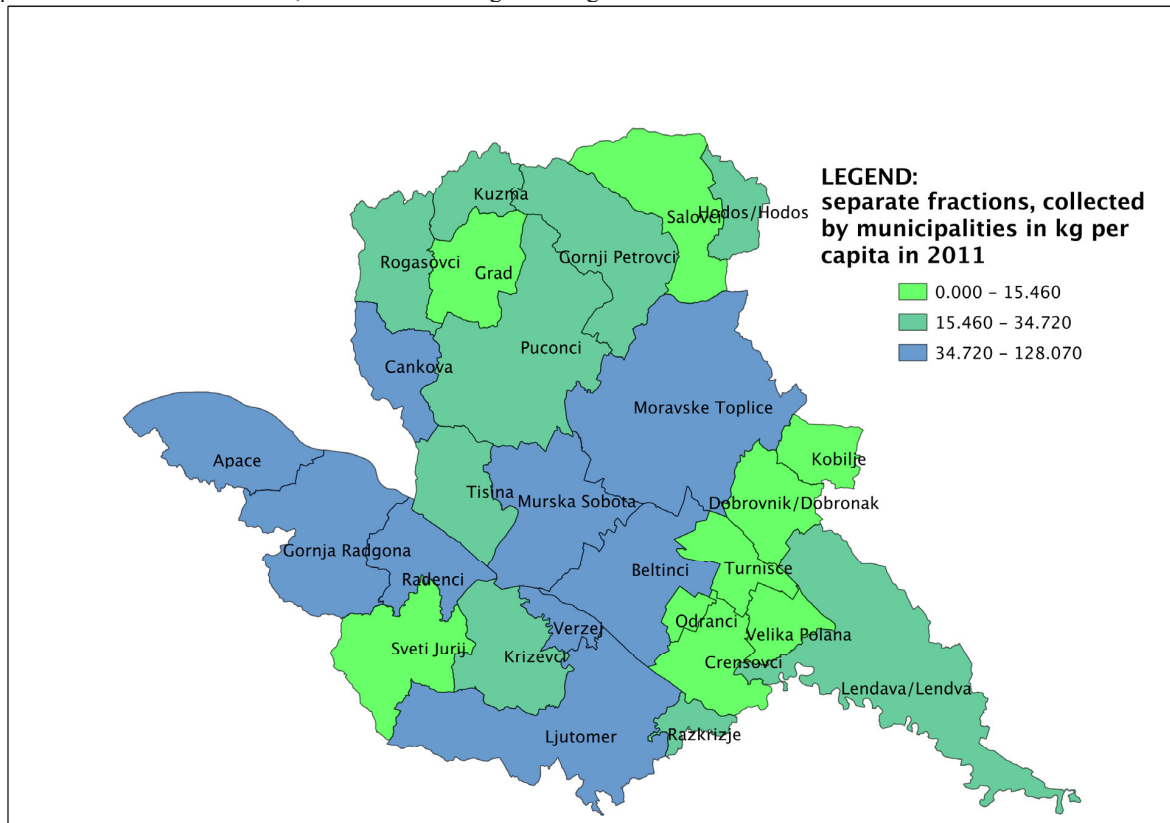 LEGEND:
separate fractions, collected
by municipalities in kg per
capita in 2011
0.000 – 15.460
15.460 – 34.720
34.720 – 128.070
Kuzma
Salovci
Hodos/Hodos
Rogasovci
Grad
Gornji Petrovci
Puconci
Cankova
Moravske Toplice
Apace
Kobilje
Tisina
Murska Sobota
Dobrovnik/Dobronak
Gornja Radgona
Radenci
Beltinci
Turnisce
Odranci
Verzej
Velika Polana
Sveti Jurij
Krizevci
Crensovci
Lendava/Lendva
Ljutomer
Razkrizje